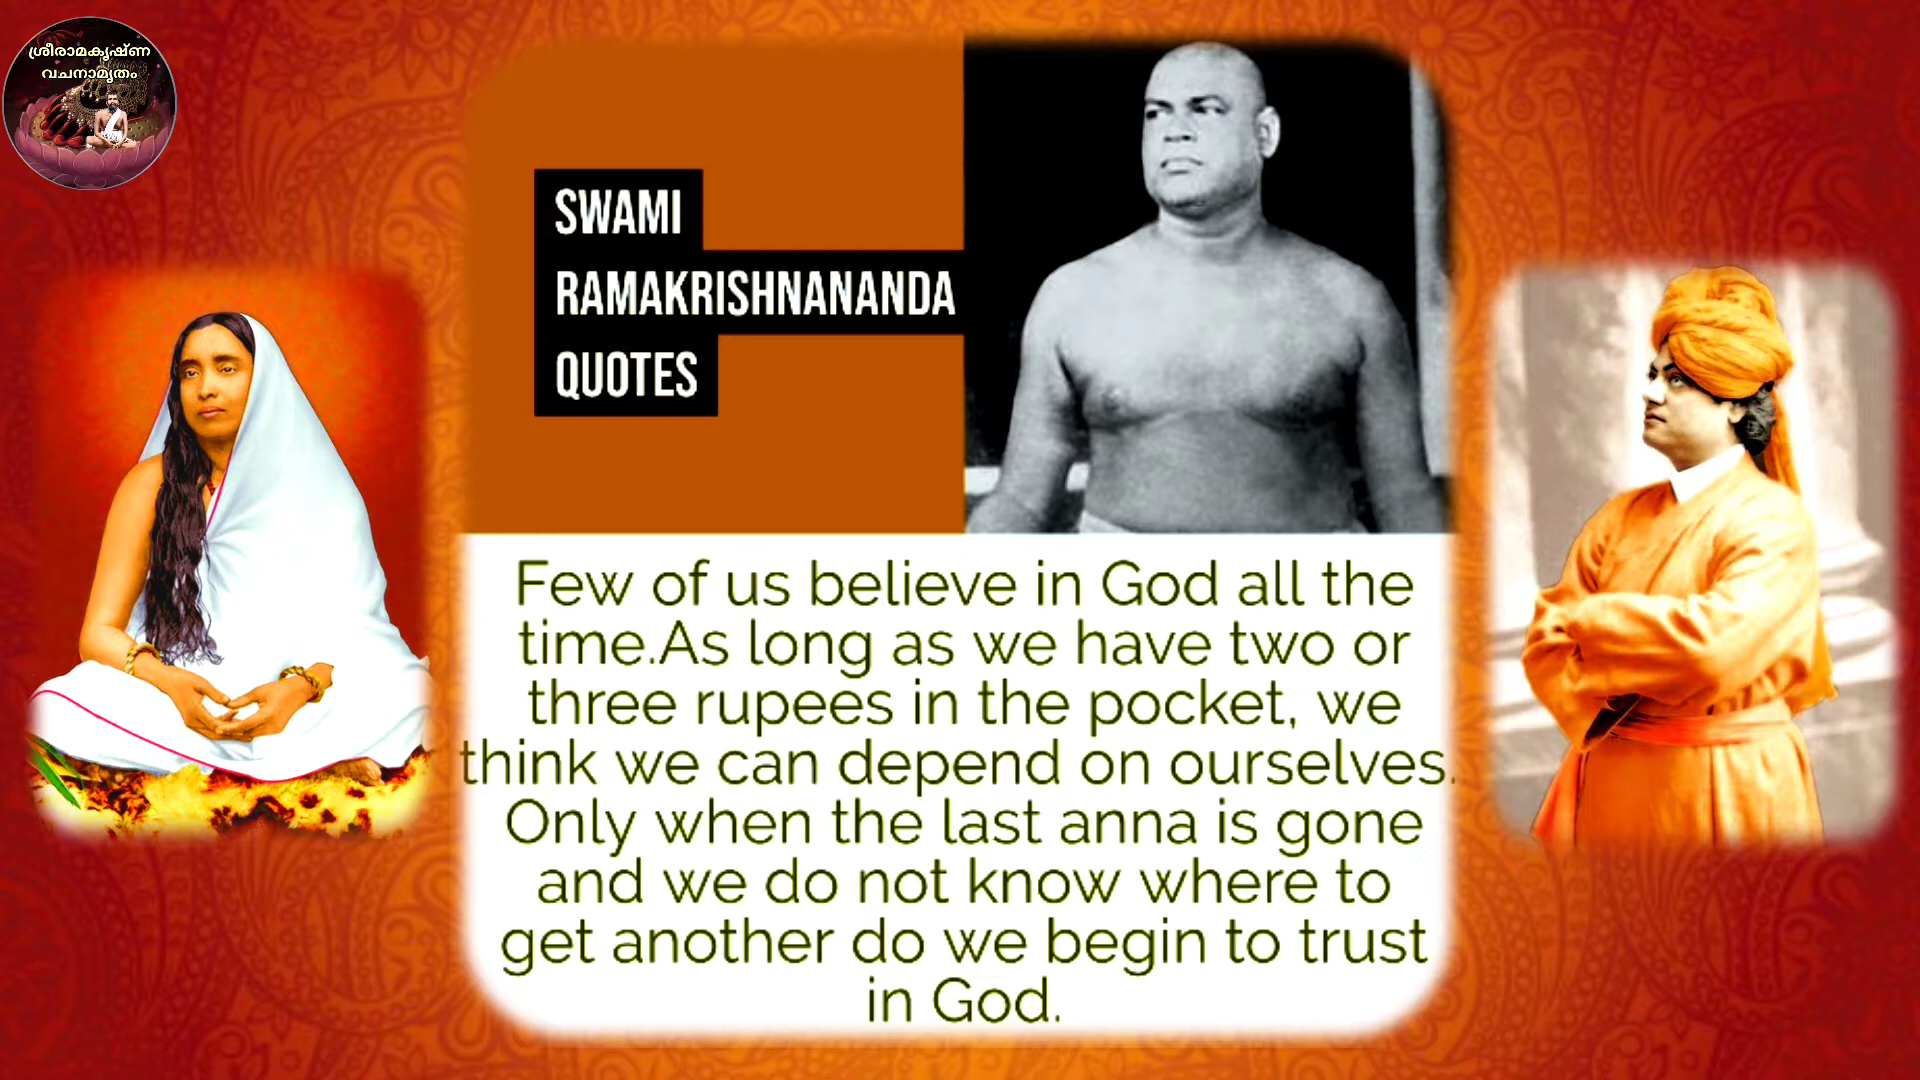 ശ്രീരാമകൃഷ്ണ
വചനാമൃതം
SWAMI
RAMAKRISHNANANDA
QUOTES
Few of us believe in God all the
time.As long as we have two or
three rupees in the pocket, we
think we can depend on ourselves.
Only when the last anna is gone
and we do not know where to
get another do we begin to trust
in God.